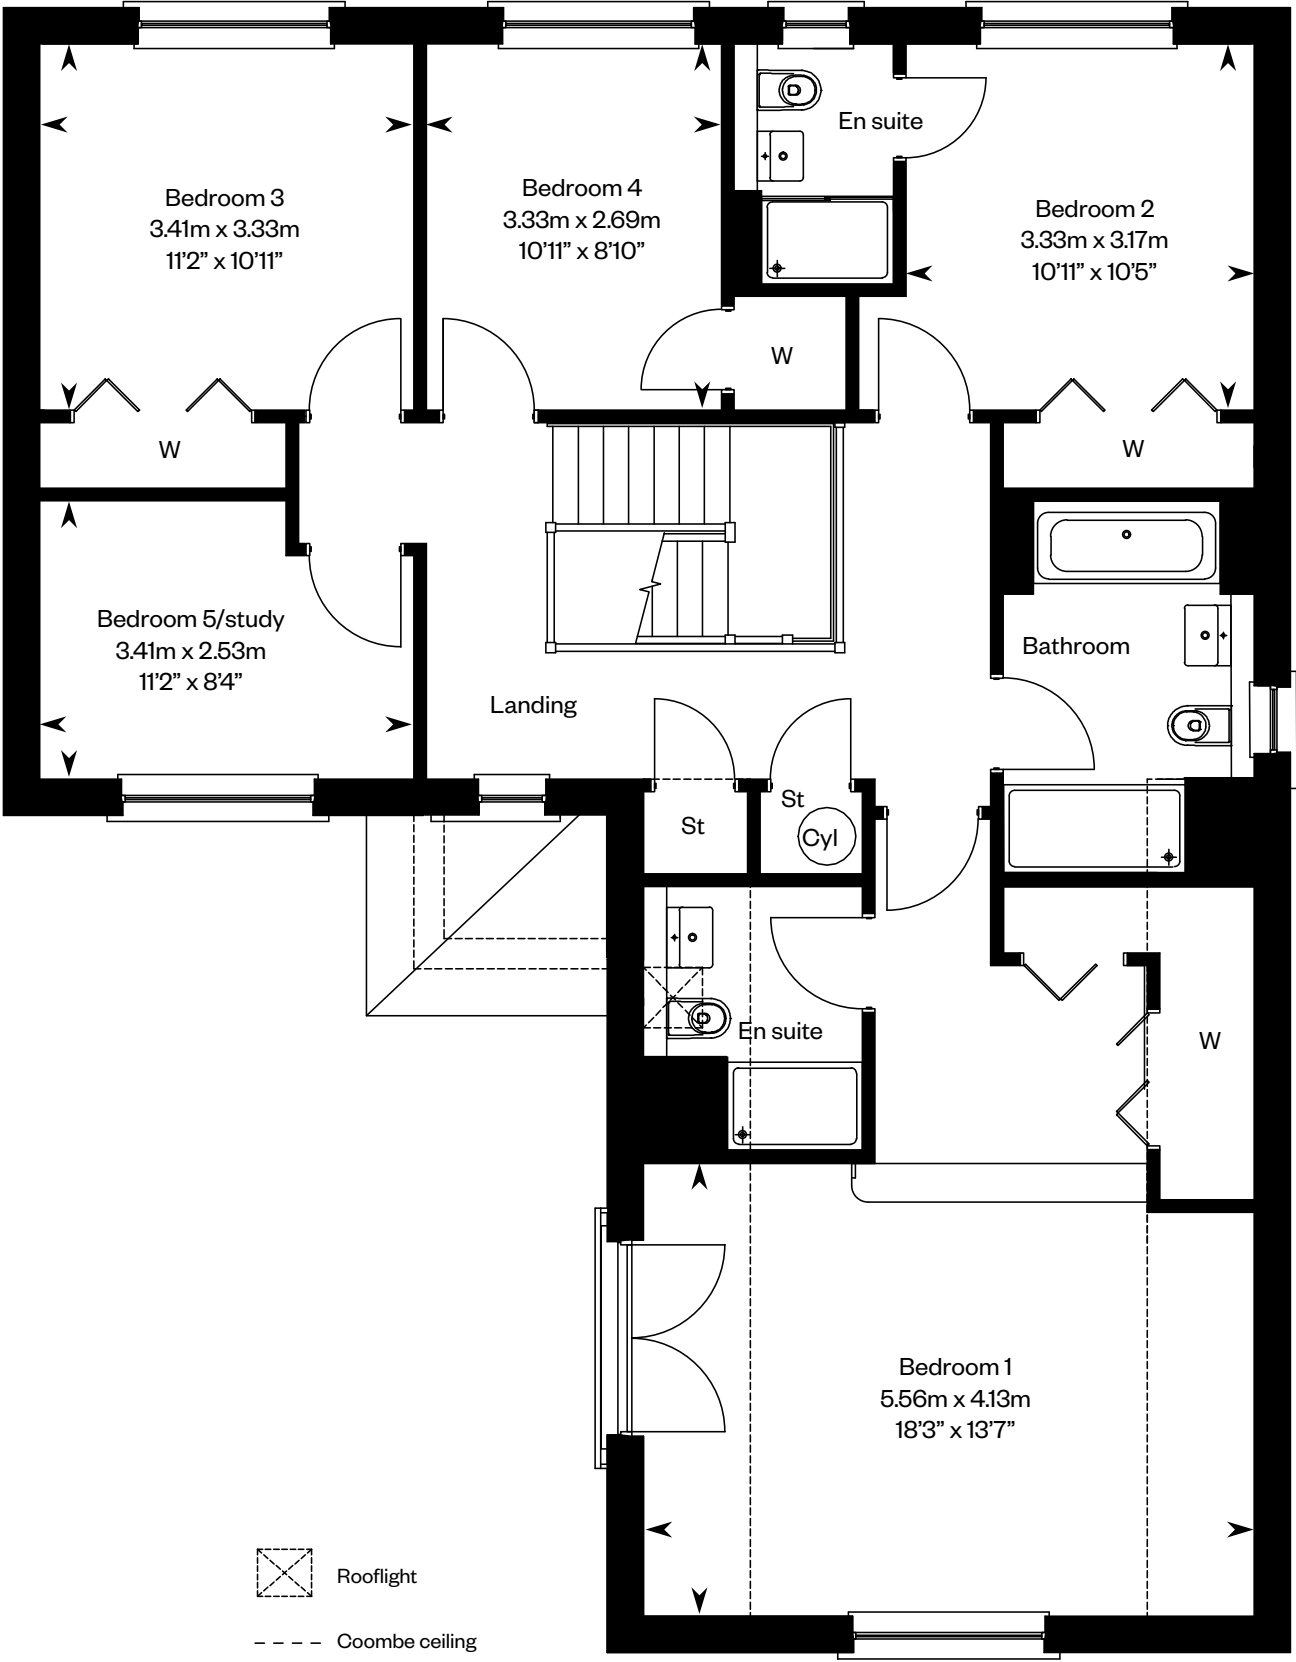 En suite
Bedroom 3
3.41m x 3.33m
11'2” x 10'11”
Bedroom 4
3.33m x 2.69m
10'11” x 8'10”
Bedroom 2
3.33m x 3.17m
10'11” x 10'5”
W
W
W
Bedroom 5/study
3.41m x 2.53m
11'2” x 8'4”
Bathroom
Landing
St
St
Cyl
En suite
W
Bedroom 1
5.56m x 4.13m
18'3” x 13'7”
Rooflight
Coombe ceiling